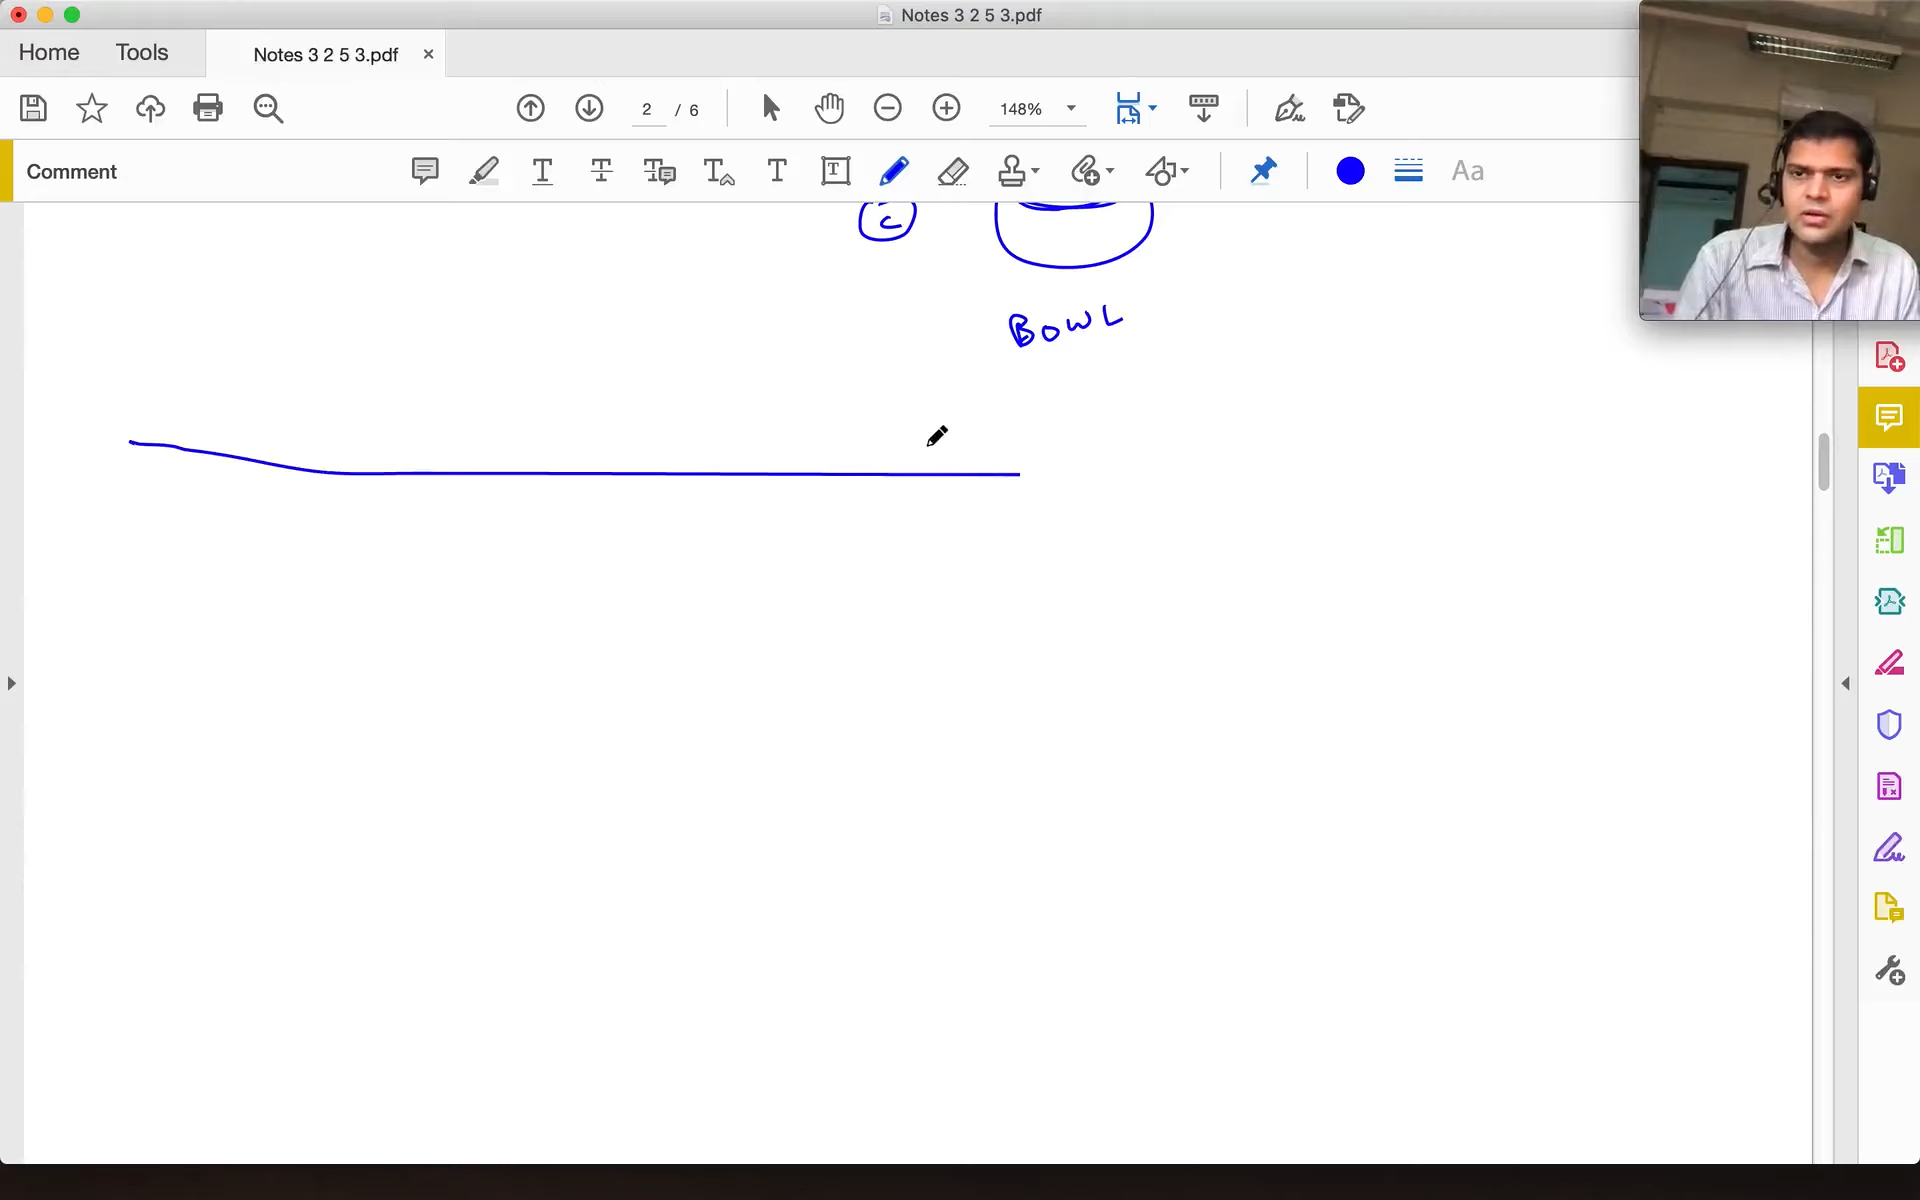 Notes 3 2 5 3.pdf
Home Tools Notes 3 2 5 3.pdf ×
2 / 6 148%
Comment T T T T T T Aa
C
BOWL